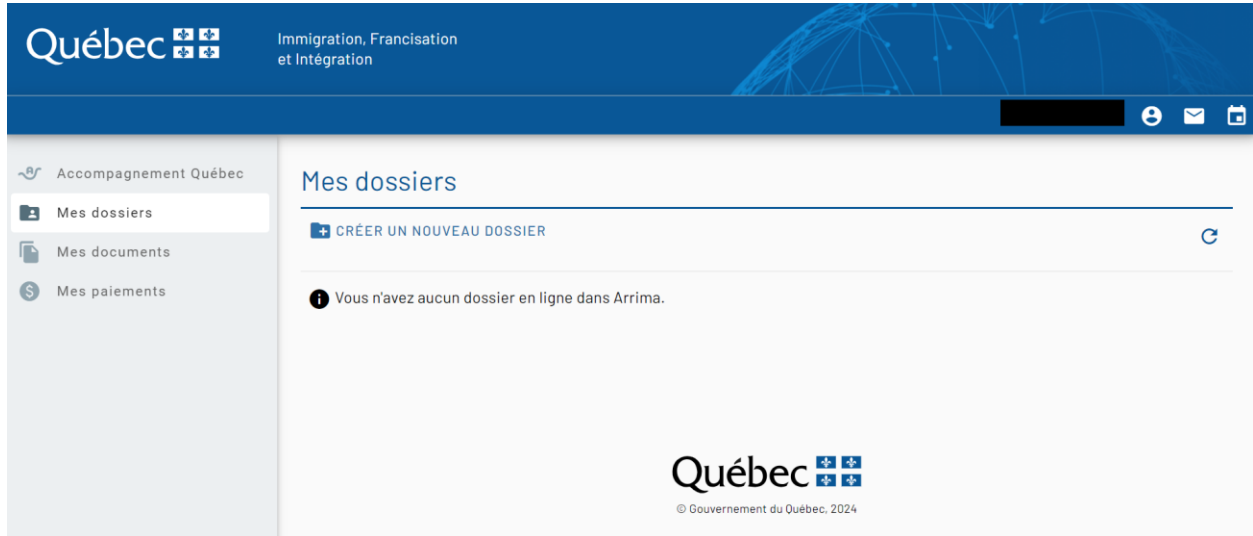 Québec
Immigration, Francisation
et Intégration
Accompagnement Québec
Mes dossiers
Mes documents
Mes paiements
Mes dossiers
CRÉER UN NOUVEAU DOSSIER
Vous n'avez aucun dossier en ligne dans Arrima.
Québec
© Gouvernement du Québec, 2024